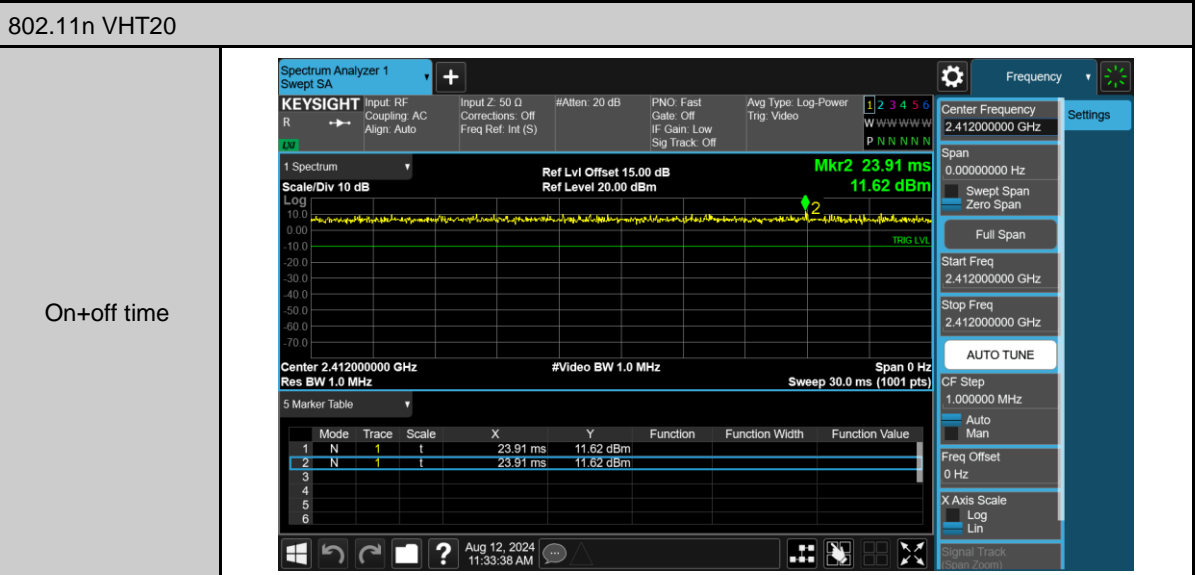 802.11n VHT20
On+off time
Spectrum Analyzer 1
Swept SA
Frequency
Settings
KEYSIGHT
R
LXI
Input: RF
Coupling: AC
Align: Auto
Input Z: 50 Ω
Corrections: Off
Freq Ref: Int (S)
#Atten: 20 dB
PNO: Fast
Gate: Off
IF Gain: Low
Sig Track: Off
Avg Type: Log-Power
Trig: Video
1 2 3 4 5 6
W W W W W W
P N N N N N
1 Spectrum
Scale/Div 10 dB
Ref Lvl Offset 15.00 dB
Ref Level 20.00 dBm
Mkr2 23.91 ms
11.62 dBm
Log
10.0
0.00
-10.0
-20.0
-30.0
-40.0
-50.0
-60.0
-70.0
2
TRIG LVL
Center 2.412000000 GHz
#Video BW 1.0 MHz
Span 0 Hz
Res BW 1.0 MHz
Sweep 30.0 ms (1001 pts)
5 Marker Table
Mode Trace Scale X Y Function Function Width Function Value
1 N 1 t 23.91 ms 11.62 dBm
2 N 1 t 23.91 ms 11.62 dBm
3
4
5
6
Aug 12, 2024
11:33:38 AM
Center Frequency
2.412000000 GHz
Span
0.00000000 Hz
Swept Span
Zero Span
Full Span
Start Freq
2.412000000 GHz
Stop Freq
2.412000000 GHz
AUTO TUNE
CF Step
1.000000 MHz
Auto
Man
Freq Offset
0 Hz
X Axis Scale
Log
Lin
Signal Track
(Span Zoom)